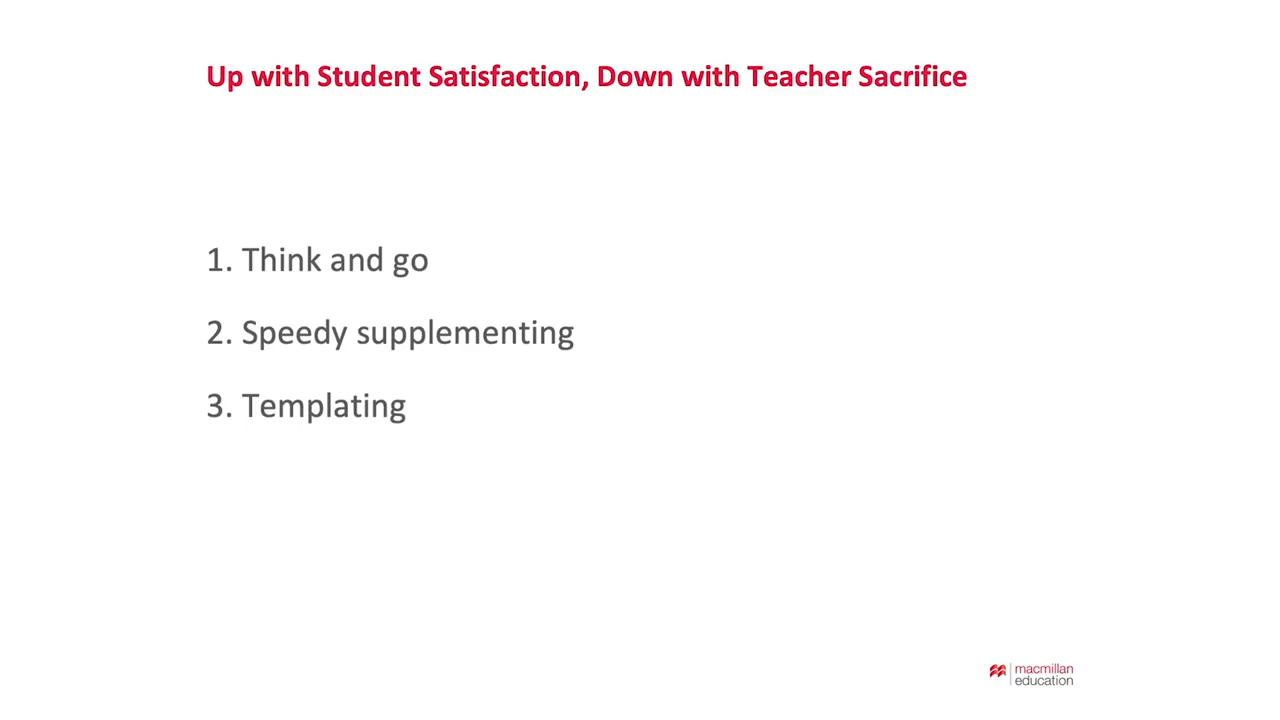 Up with Student Satisfaction, Down with Teacher Sacrifice
1. Think and go
2. Speedy supplementing
3. Templating
macmillan
education